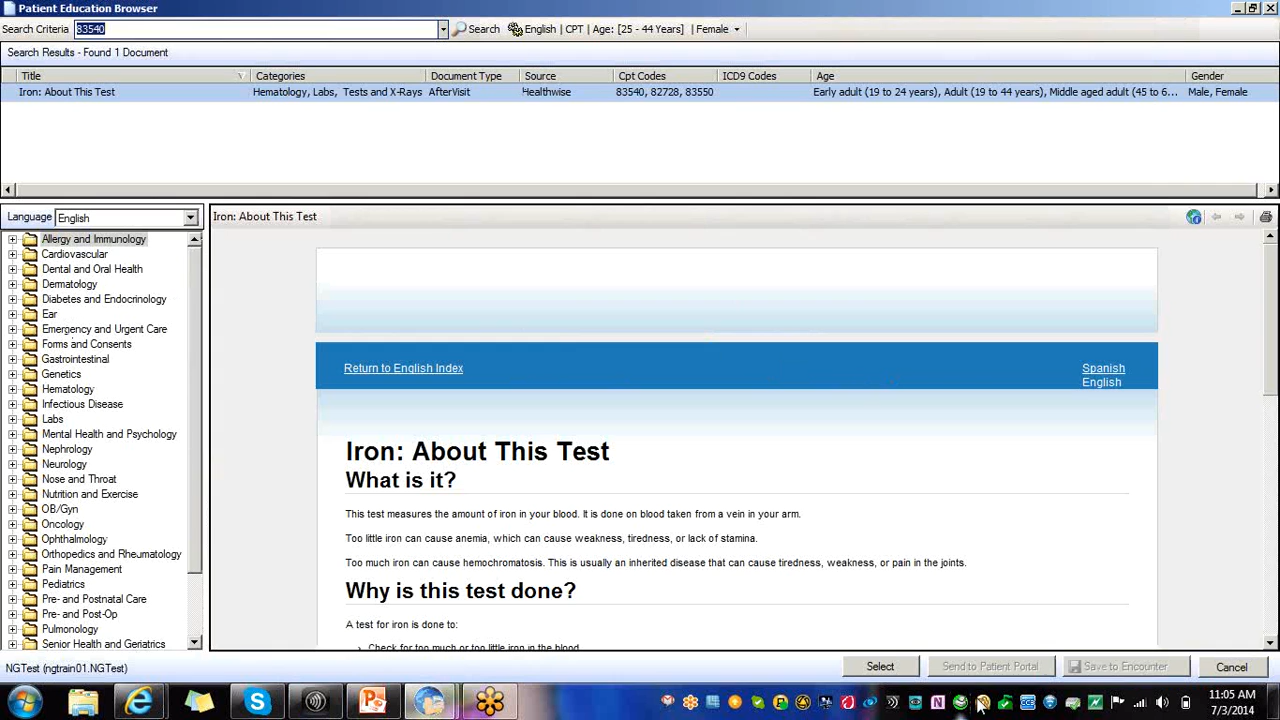 Patient Education Browser
Search Criteria 83540 Search English | CPT | Age: [25 - 44 Years] | Female
Search Results - Found 1 Document
Title Categories Document Type Source Cpt Codes ICD9 Codes Age Gender
Iron: About This Test Hematology, Labs, Tests and X-Rays AfterVisit Healthwise 83540, 82728, 83550 Early adult (19 to 24 years), Adult (19 to 44 years), Middle aged adult (45 to 6... Male, Female
Language English
Iron: About This Test
Allergy and Immunology
Cardiovascular
Dental and Oral Health
Dermatology
Diabetes and Endocrinology
Ear
Emergency and Urgent Care
Forms and Consents
Gastrointestinal
Genetics
Hematology
Infectious Disease
Labs
Mental Health and Psychology
Nephrology
Neurology
Nose and Throat
Nutrition and Exercise
OB/Gyn
Oncology
Ophthalmology
Orthopedics and Rheumatology
Pain Management
Pediatrics
Pre- and Postnatal Care
Pre- and Post-Op
Pulmonology
Senior Health and Geriatrics
Return to English Index
Spanish
English
Iron: About This Test
What is it?
This test measures the amount of iron in your blood. It is done on blood taken from a vein in your arm.
Too little iron can cause anemia, which can cause weakness, tiredness, or lack of stamina.
Too much iron can cause hemochromatosis. This is usually an inherited disease that can cause tiredness, weakness, or pain in the joints.
Why is this test done?
A test for iron is done to:
Check for too much or too little iron in the blood
NGTest (ngtrain01.NGTest)
Select Send to Patient Portal Save to Encounter Cancel
11:05 AM
7/3/2014